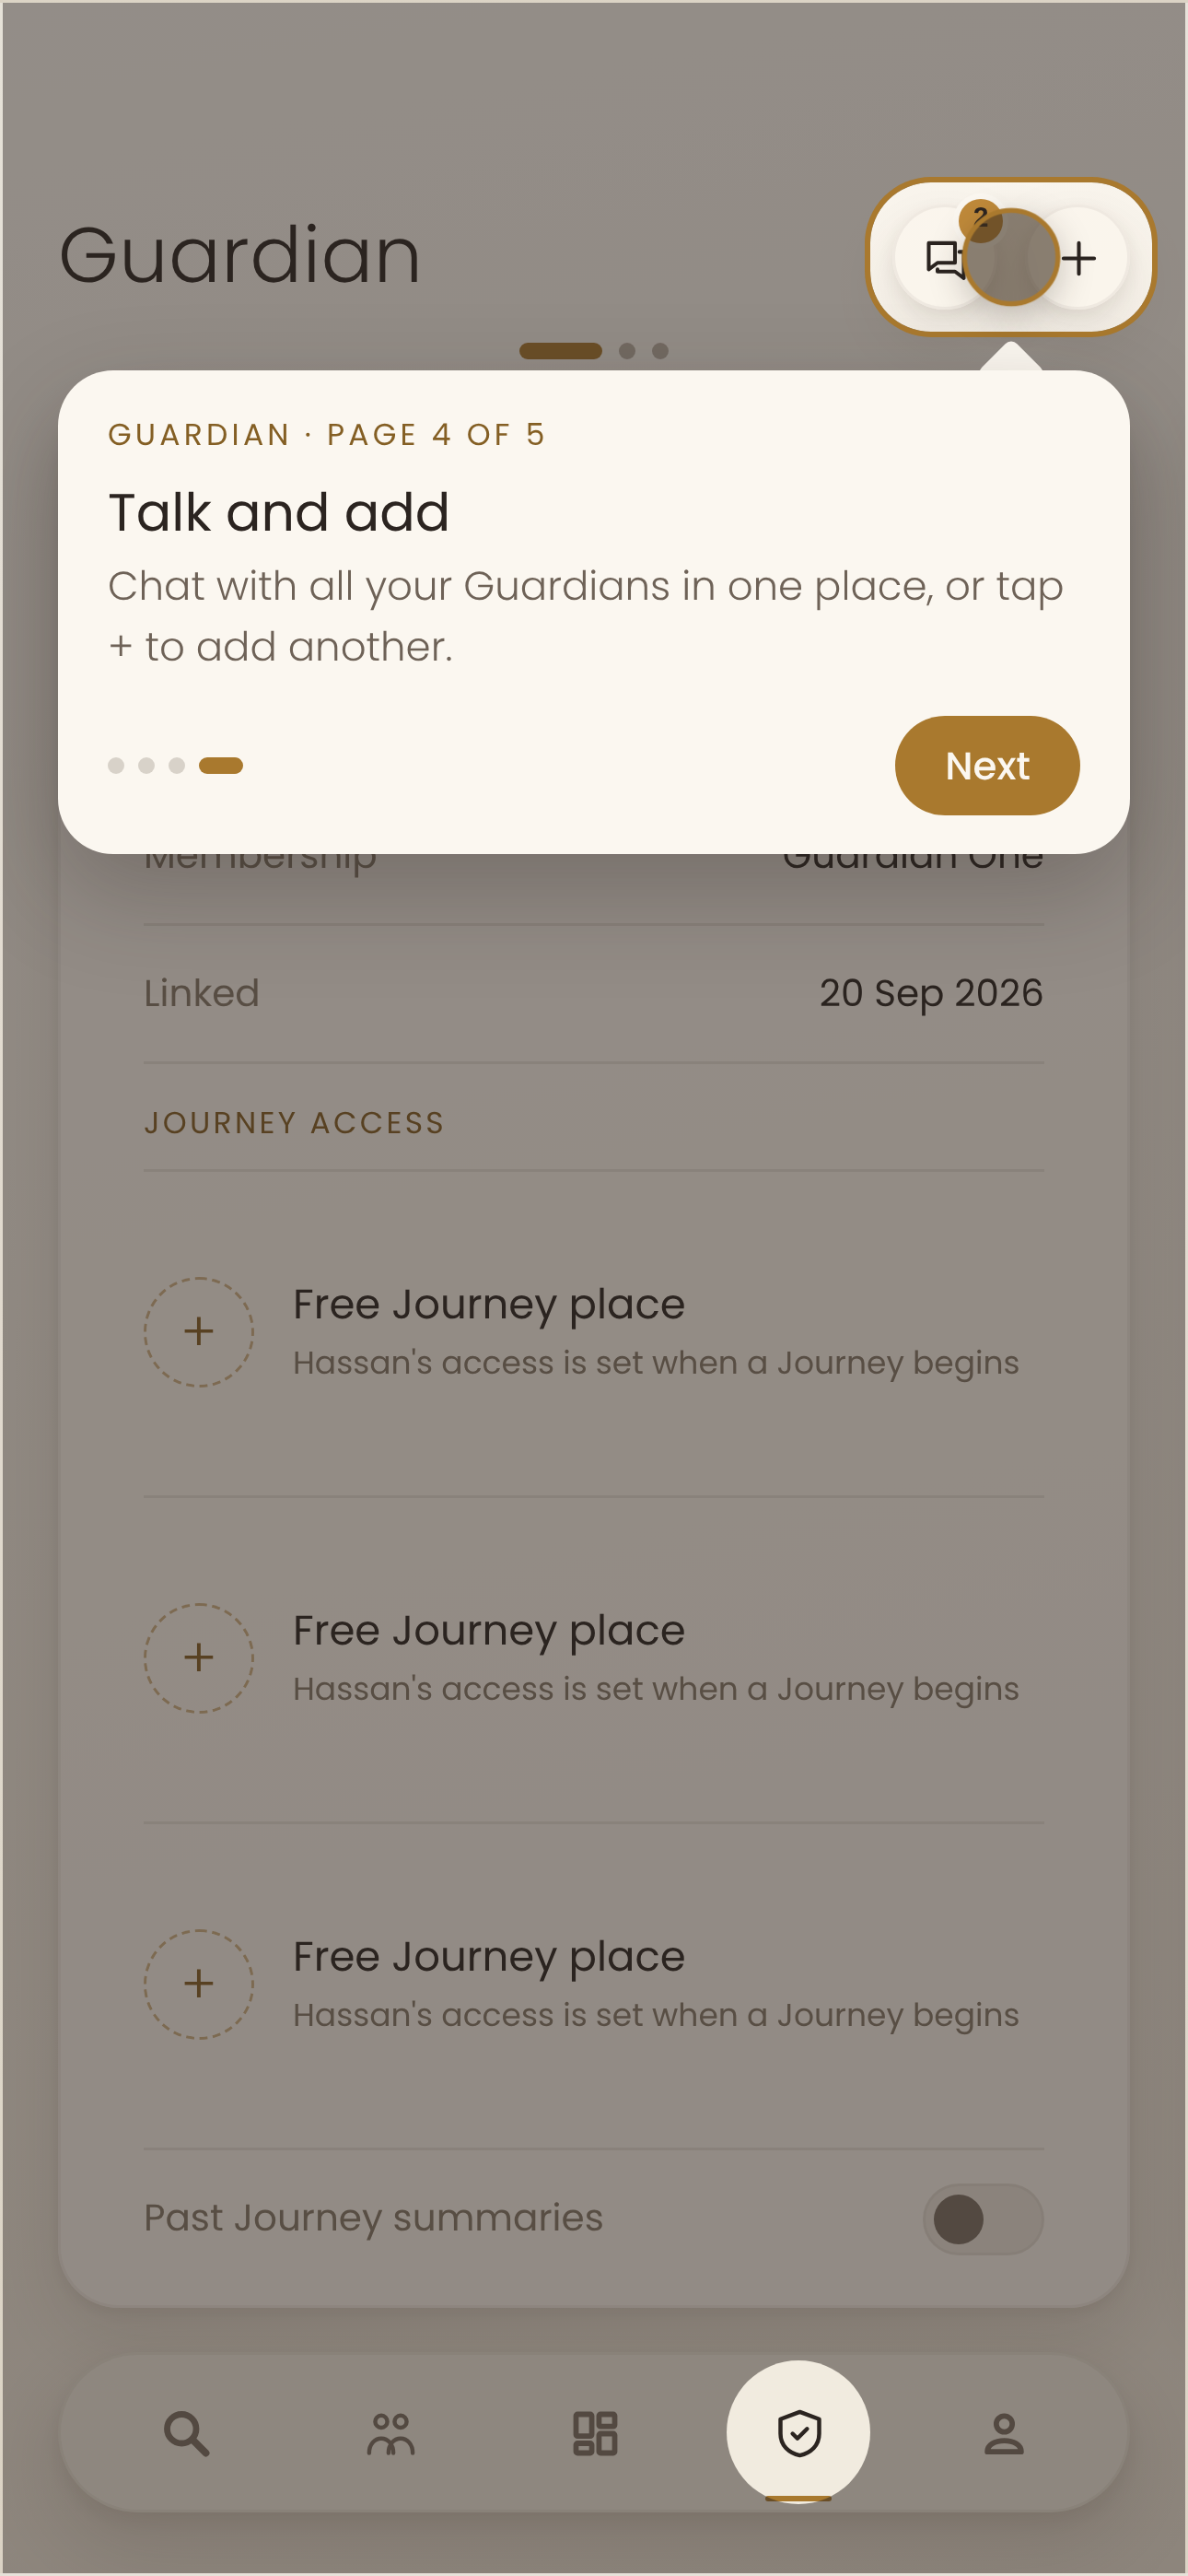 Guardian
2
GUARDIAN · PAGE 4 OF 5
Talk and add
Chat with all your Guardians in one place, or tap
+ to add another.
Next
Membership
Guardian One
Linked
20 Sep 2026
JOURNEY ACCESS
Free Journey place
Hassan's access is set when a Journey begins
Free Journey place
Hassan's access is set when a Journey begins
Free Journey place
Hassan's access is set when a Journey begins
Past Journey summaries